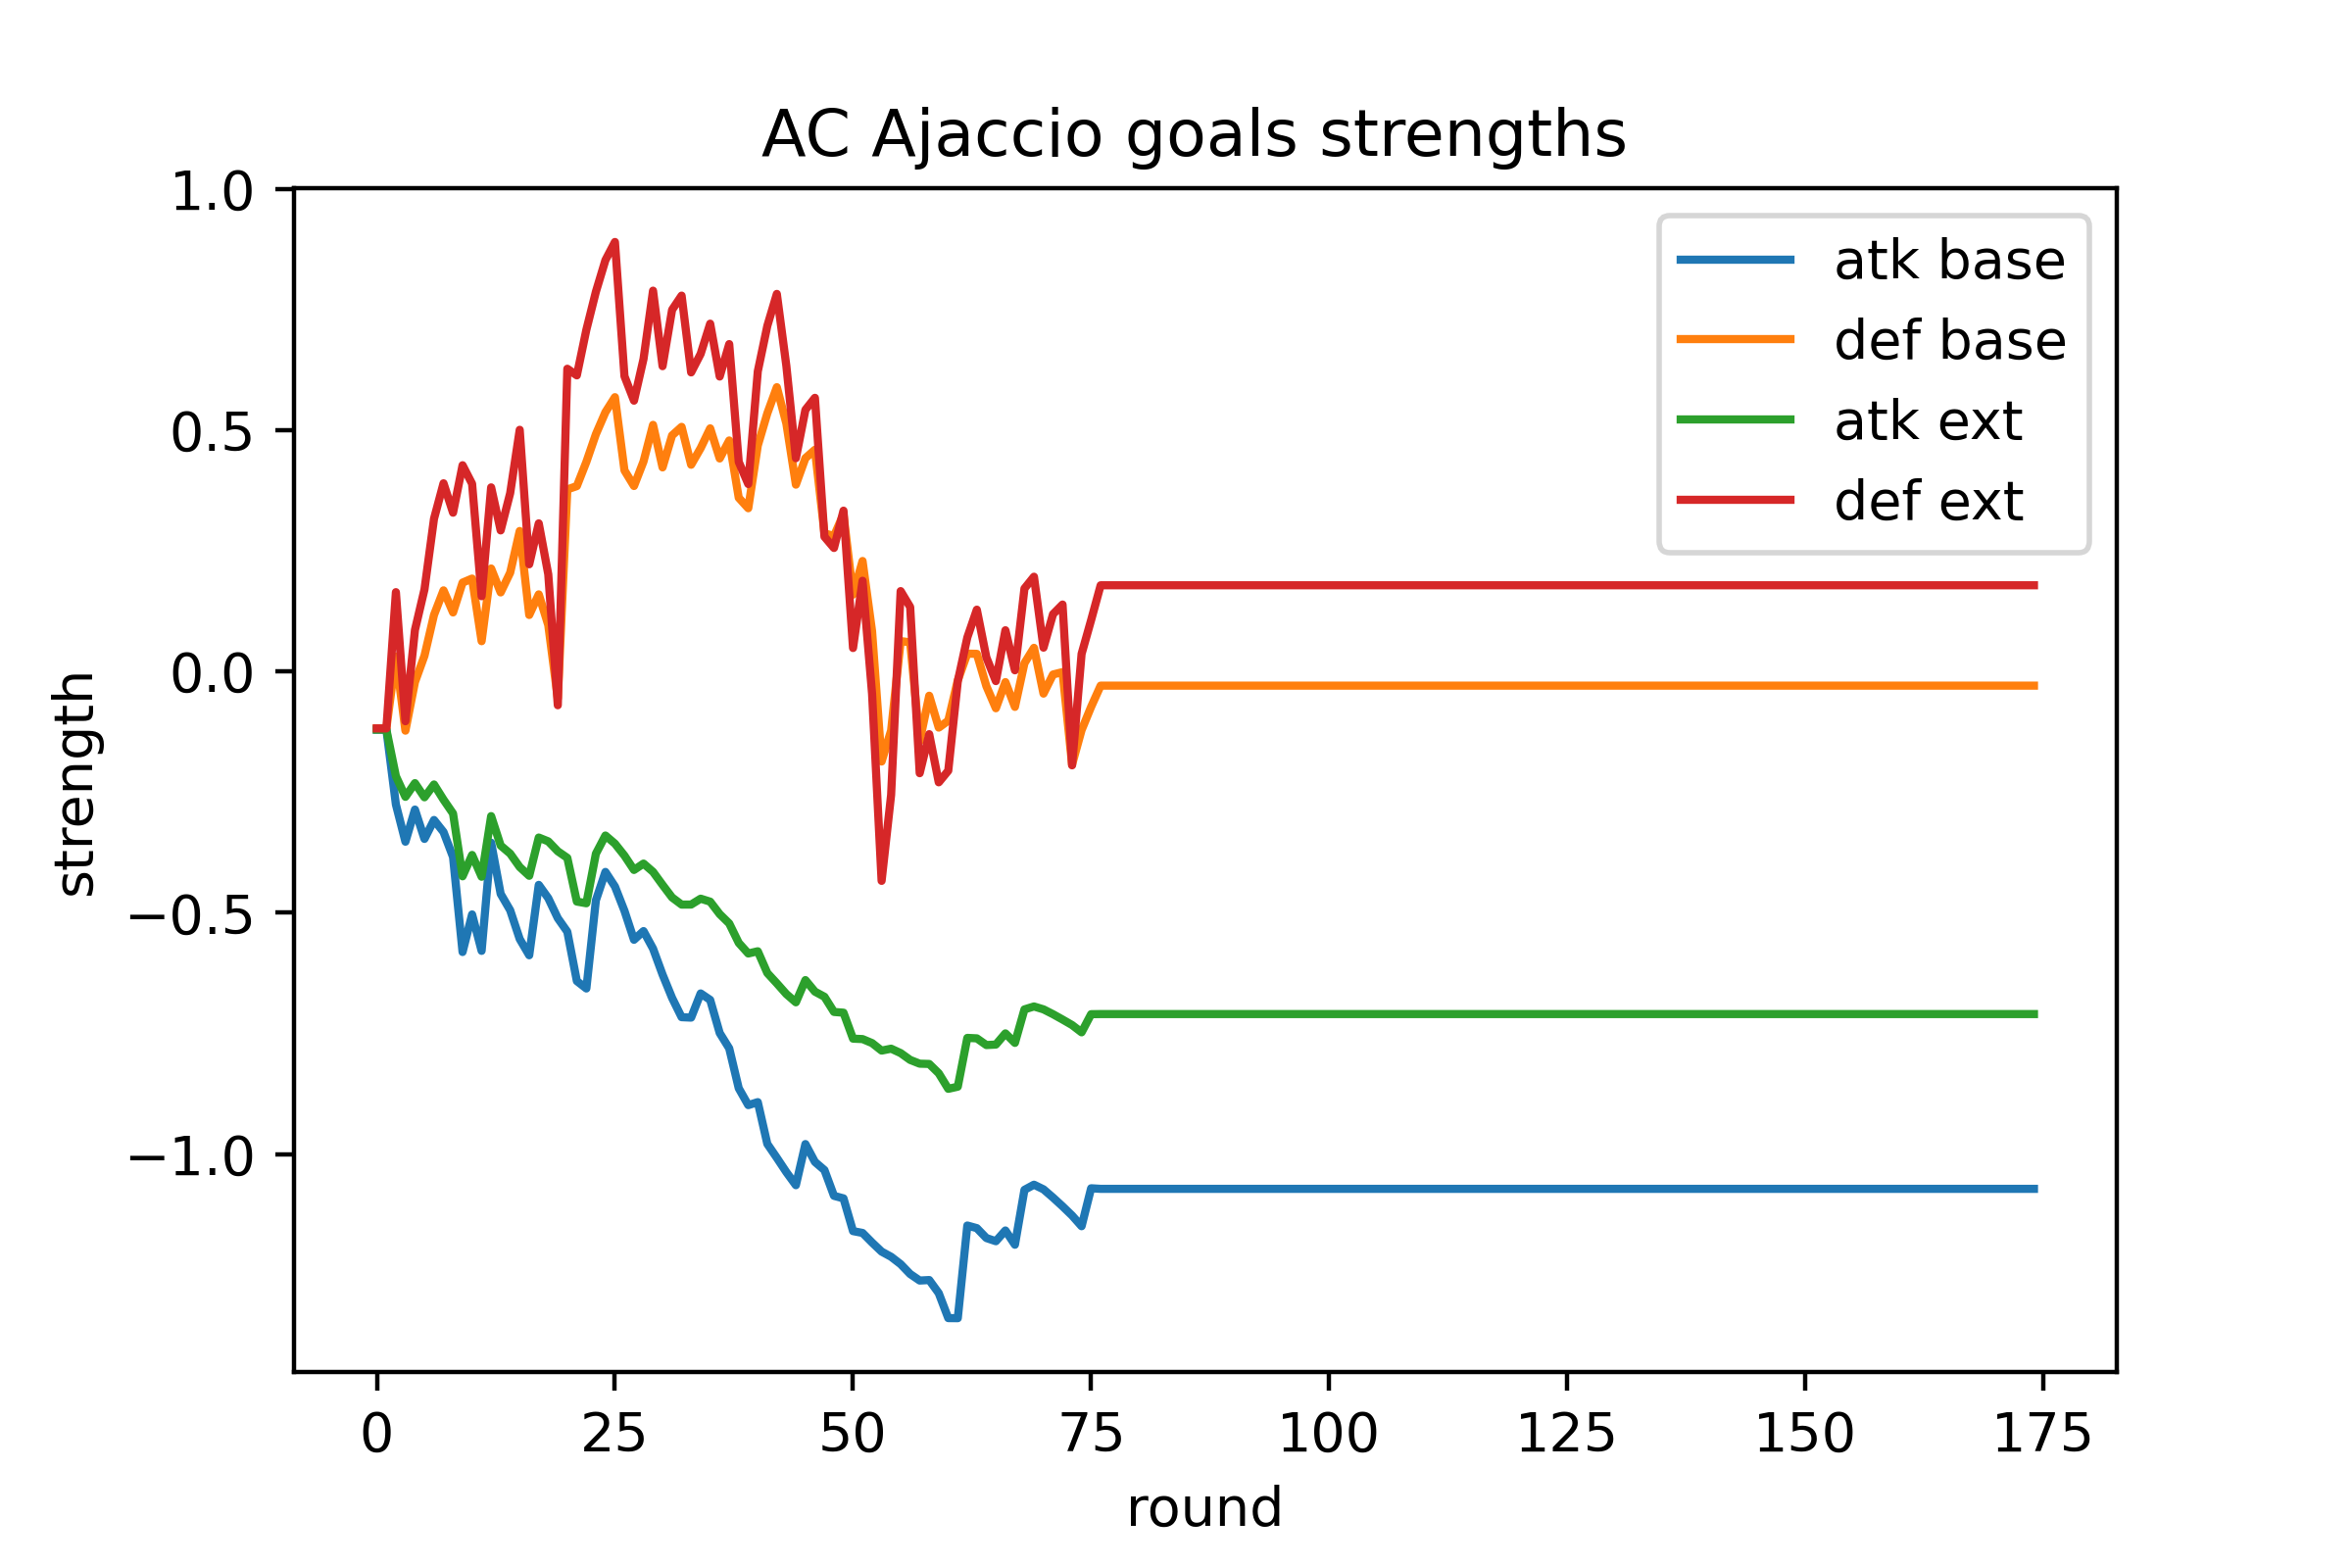 AC Ajaccio goals strengths
1.0
0.5
0.0
−0.5
−1.0
strength
atk base
def base
atk ext
def ext
0 25 50 75 100 125 150 175
round